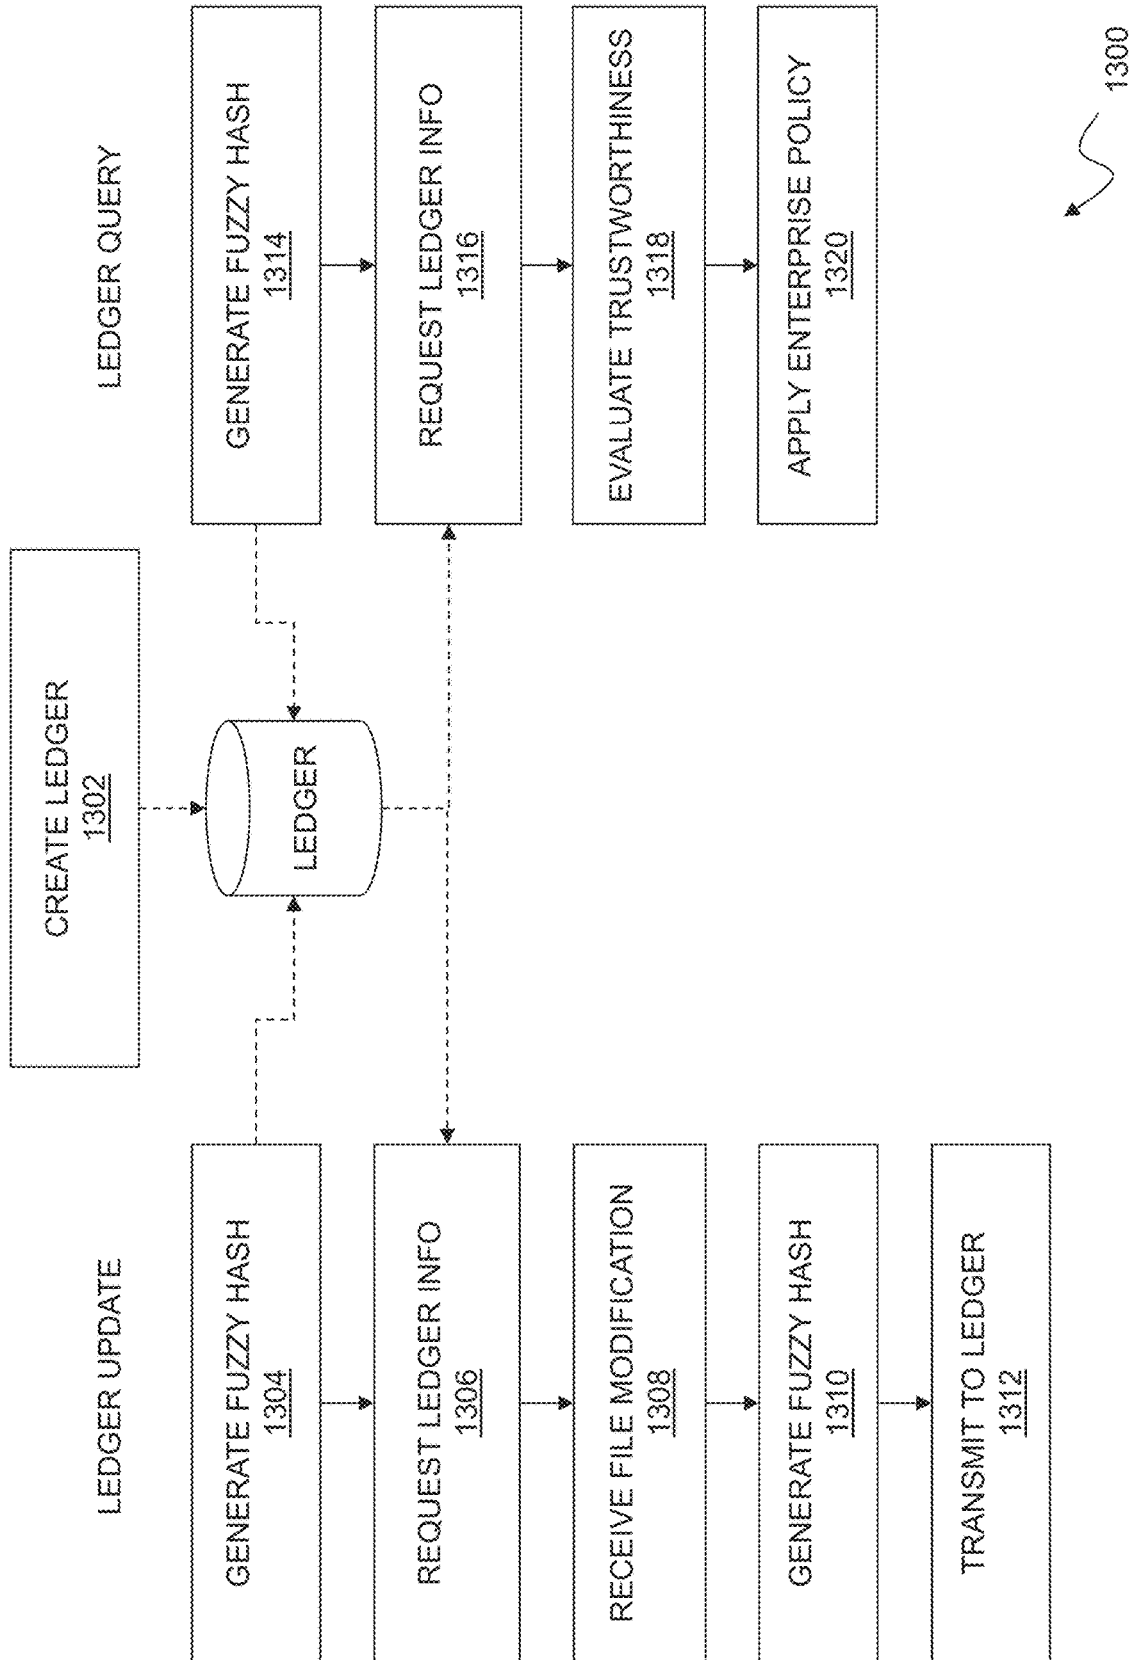 CREATE LEDGER
1302
LEDGER
LEDGER UPDATE
GENERATE FUZZY HASH
1304
REQUEST LEDGER INFO
1306
RECEIVE FILE MODIFICATION
1308
GENERATE FUZZY HASH
1310
TRANSMIT TO LEDGER
1312
LEDGER QUERY
GENERATE FUZZY HASH
1314
REQUEST LEDGER INFO
1316
EVALUATE TRUSTWORTHINESS
1318
APPLY ENTERPRISE POLICY
1320
1300